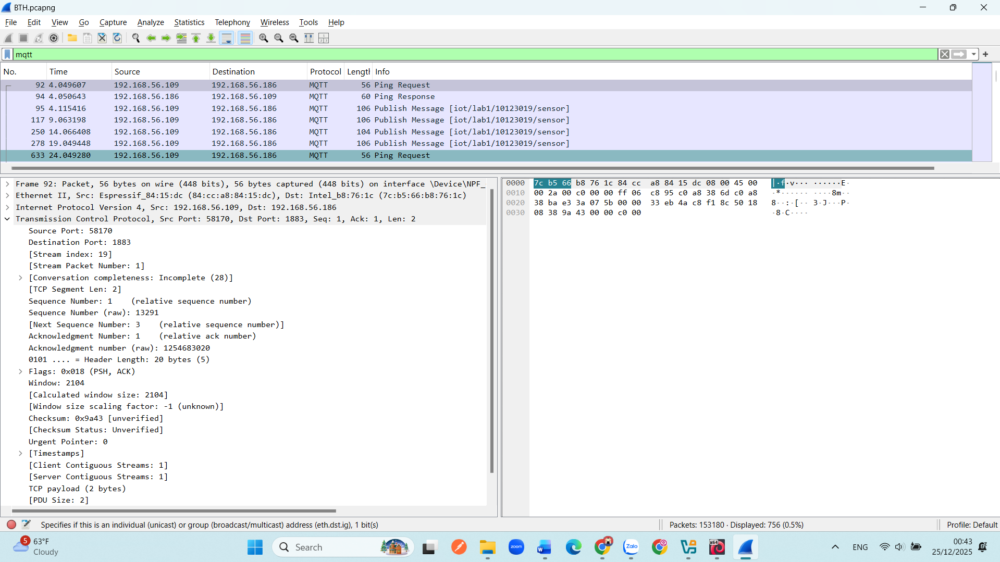 BTH.pcapng
File Edit View Go Capture Analyze Statistics Telephony Wireless Tools Help
mqtt
No. Time Source Destination Protocol Length Info
92 4.049607 192.168.56.109 192.168.56.186 MQTT 56 Ping Request
94 4.050643 192.168.56.186 192.168.56.109 MQTT 60 Ping Response
95 4.115416 192.168.56.109 192.168.56.186 MQTT 106 Publish Message [iot/lab1/10123019/sensor]
117 9.063198 192.168.56.109 192.168.56.186 MQTT 106 Publish Message [iot/lab1/10123019/sensor]
250 14.066408 192.168.56.109 192.168.56.186 MQTT 104 Publish Message [iot/lab1/10123019/sensor]
278 19.049448 192.168.56.109 192.168.56.186 MQTT 106 Publish Message [iot/lab1/10123019/sensor]
633 24.049280 192.168.56.109 192.168.56.186 MQTT 56 Ping Request
Frame 92: Packet, 56 bytes on wire (448 bits), 56 bytes captured (448 bits) on interface \Device\NPF_
Ethernet II, Src: Espressif_84:15:dc (84:cc:a8:84:15:dc), Dst: Intel_b8:76:1c (7c:b5:66:b8:76:1c)
Internet Protocol Version 4, Src: 192.168.56.109, Dst: 192.168.56.186
Transmission Control Protocol, Src Port: 58170, Dst Port: 1883, Seq: 1, Ack: 1, Len: 2
Source Port: 58170
Destination Port: 1883
[Stream index: 19]
[Stream Packet Number: 1]
[Conversation completeness: Incomplete (28)]
[TCP Segment Len: 2]
Sequence Number: 1 (relative sequence number)
Sequence Number (raw): 13291
[Next Sequence Number: 3 (relative sequence number)]
Acknowledgment Number: 1 (relative ack number)
Acknowledgment number (raw): 1254683020
0101 .... = Header Length: 20 bytes (5)
Flags: 0x018 (PSH, ACK)
Window: 2104
[Calculated window size: 2104]
[Window size scaling factor: -1 (unknown)]
Checksum: 0x9a43 [unverified]
[Checksum Status: Unverified]
Urgent Pointer: 0
[Timestamps]
[Client Contiguous Streams: 1]
[Server Contiguous Streams: 1]
TCP payload (2 bytes)
[PDU Size: 2]
0000 7c b5 66 b8 76 1c 84 cc a8 84 15 dc 08 00 45 00 |·f·v··· ······E·
0010 00 2a 00 c0 00 00 ff 06 c8 95 c0 a8 38 6d c0 a8 ·*······ ····8m··
0020 38 ba e3 3a 07 5b 00 00 33 eb 4a c8 f1 8c 50 18 8··:·[·· 3·J···P·
0030 08 38 9a 43 00 00 c0 00 ·8·C····
Specifies if this is an individual (unicast) or group (broadcast/multicast) address (eth.dst.ig), 1 bit(s)
Packets: 153180 · Displayed: 756 (0.5%)
Profile: Default
5
63°F
Cloudy
Search
zoom
W
Zalo
X64
ENG
00:43
25/12/2025